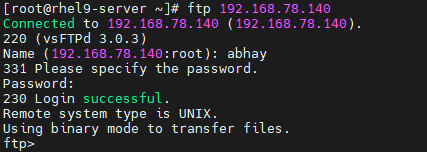 [root@rhel9-server ~]# ftp 192.168.78.140
Connected to 192.168.78.140 (192.168.78.140).
220 (vsFTPd 3.0.3)
Name (192.168.78.140:root): abhay
331 Please specify the password.
Password:
230 Login successful.
Remote system type is UNIX.
Using binary mode to transfer files.
ftp>